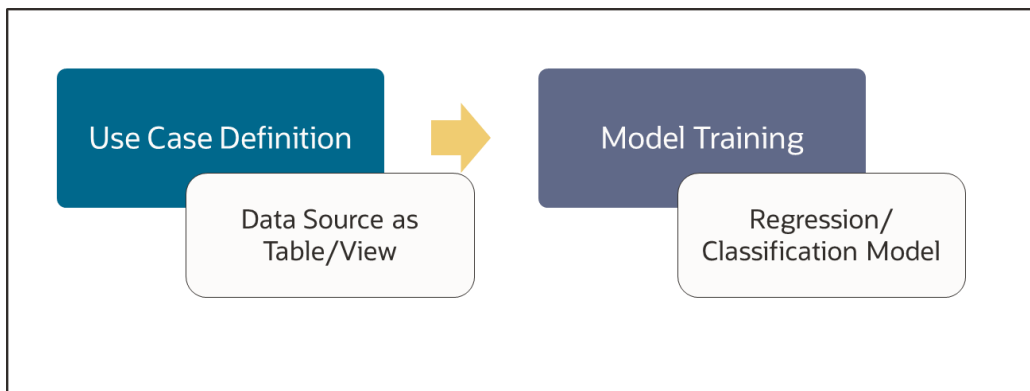 Use Case Definition
Data Source as
Table/View
Model Training
Regression/
Classification Model